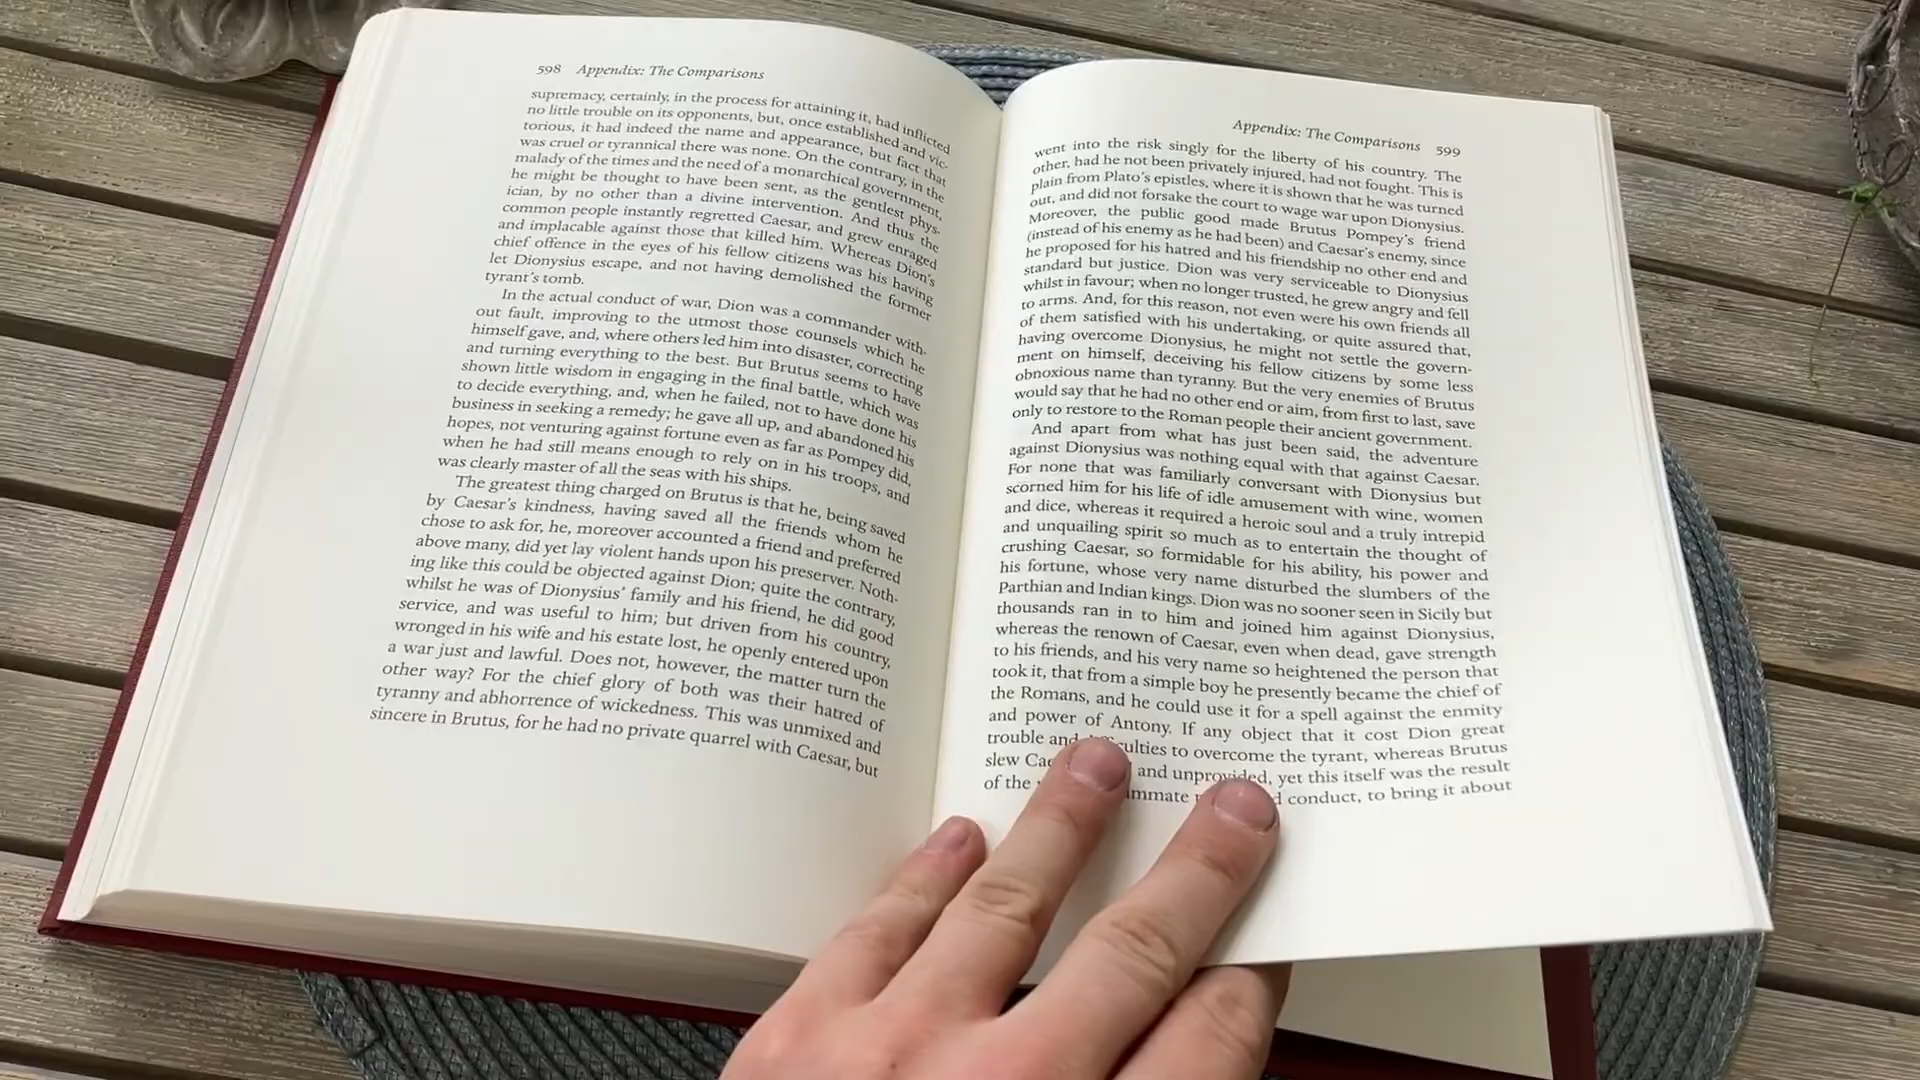 598 Appendix: The Comparisons
supremacy, certainly, in the process for attaining it, had inflicted
no little trouble on its opponents, but, once established and vic-
torious, it had indeed the name and appearance, but fact that
was cruel or tyrannical there was none. On the contrary, in the
malady of the times and the need of a monarchical government,
he might be thought to have been sent, as the gentlest phys-
ician, by no other than a divine intervention. And thus the
common people instantly regretted Caesar, and grew enraged
and implacable against those that killed him. Whereas Dion's
chief offence in the eyes of his fellow citizens was his having
let Dionysius escape, and not having demolished the former
tyrant's tomb.
In the actual conduct of war, Dion was a commander with-
out fault, improving to the utmost those counsels which he
himself gave, and, where others led him into disaster, correcting
and turning everything to the best. But Brutus seems to have
shown little wisdom in engaging in the final battle, which was
to decide everything, and, when he failed, not to have done his
business in seeking a remedy; he gave all up, and abandoned his
hopes, not venturing against fortune even as far as Pompey did,
when he had still means enough to rely on in his troops, and
was clearly master of all the seas with his ships.
The greatest thing charged on Brutus is that he, being saved
by Caesar's kindness, having saved all the friends whom he
chose to ask for, he, moreover accounted a friend and preferred
above many, did yet lay violent hands upon his preserver. Noth-
ing like this could be objected against Dion; quite the contrary,
whilst he was of Dionysius' family and his friend, he did good
service, and was useful to him; but driven from his country,
wronged in his wife and his estate lost, he openly entered upon
a war just and lawful. Does not, however, the matter turn the
other way? For the chief glory of both was their hatred of
tyranny and abhorrence of wickedness. This was unmixed and
sincere in Brutus, for he had no private quarrel with Caesar, but
Appendix: The Comparisons 599
went into the risk singly for the liberty of his country. The
other, had he not been privately injured, had not fought. This is
plain from Plato's epistles, where it is shown that he was turned
out, and did not forsake the court to wage war upon Dionysius.
Moreover, the public good made Brutus Pompey's friend
(instead of his enemy as he had been) and Caesar's enemy, since
he proposed for his hatred and his friendship no other end and
standard but justice. Dion was very serviceable to Dionysius
whilst in favour; when no longer trusted, he grew angry and fell
to arms. And, for this reason, not even were his own friends all
of them satisfied with his undertaking, or quite assured that,
having overcome Dionysius, he might not settle the govern-
ment on himself, deceiving his fellow citizens by some less
obnoxious name than tyranny. But the very enemies of Brutus
would say that he had no other end or aim, from first to last, save
only to restore to the Roman people their ancient government.
And apart from what has just been said, the adventure
against Dionysius was nothing equal with that against Caesar.
For none that was familiarly conversant with Dionysius but
scorned him for his life of idle amusement with wine, women
and dice, whereas it required a heroic soul and a truly intrepid
and unquailing spirit so much as to entertain the thought of
crushing Caesar, so formidable for his ability, his power and
his fortune, whose very name disturbed the slumbers of the
Parthian and Indian kings. Dion was no sooner seen in Sicily but
thousands ran in to him and joined him against Dionysius,
whereas the renown of Caesar, even when dead, gave strength
to his friends, and his very name so heightened the person that
took it, that from a simple boy he presently became the chief of
the Romans, and he could use it for a spell against the enmity
and power of Antony. If any object that it cost Dion great
trouble and to overcome the tyrant, whereas Brutus
slew and unprovided, yet this itself was the result
of the conduct, to bring it about